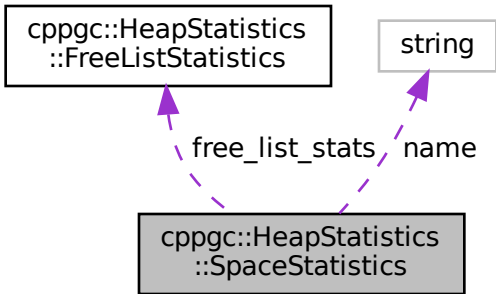 cppgc::HeapStatistics
::FreeListStatistics
string
free_list_stats
name
cppgc::HeapStatistics
::SpaceStatistics